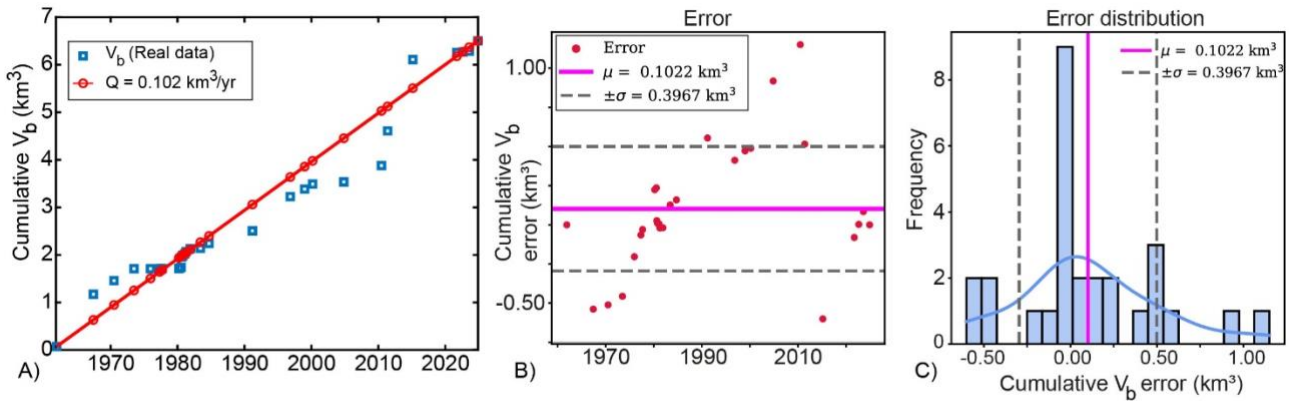 7
6
5
4
3
2
1
0
Cumulative V_b (km³)
V_b (Real data)
Q = 0.102 km³/yr
1970 1980 1990 2000 2010 2020
A)
Error
1.00
-0.50
Cumulative V_b
error (km³)
Error
μ = 0.1022 km³
±σ = 0.3967 km³
1970 1990 2010
B)
Error distribution
8
6
4
2
0
Frequency
μ = 0.1022 km³
±σ = 0.3967 km³
-0.50 0.00 0.50 1.00
Cumulative V_b error (km³)
C)